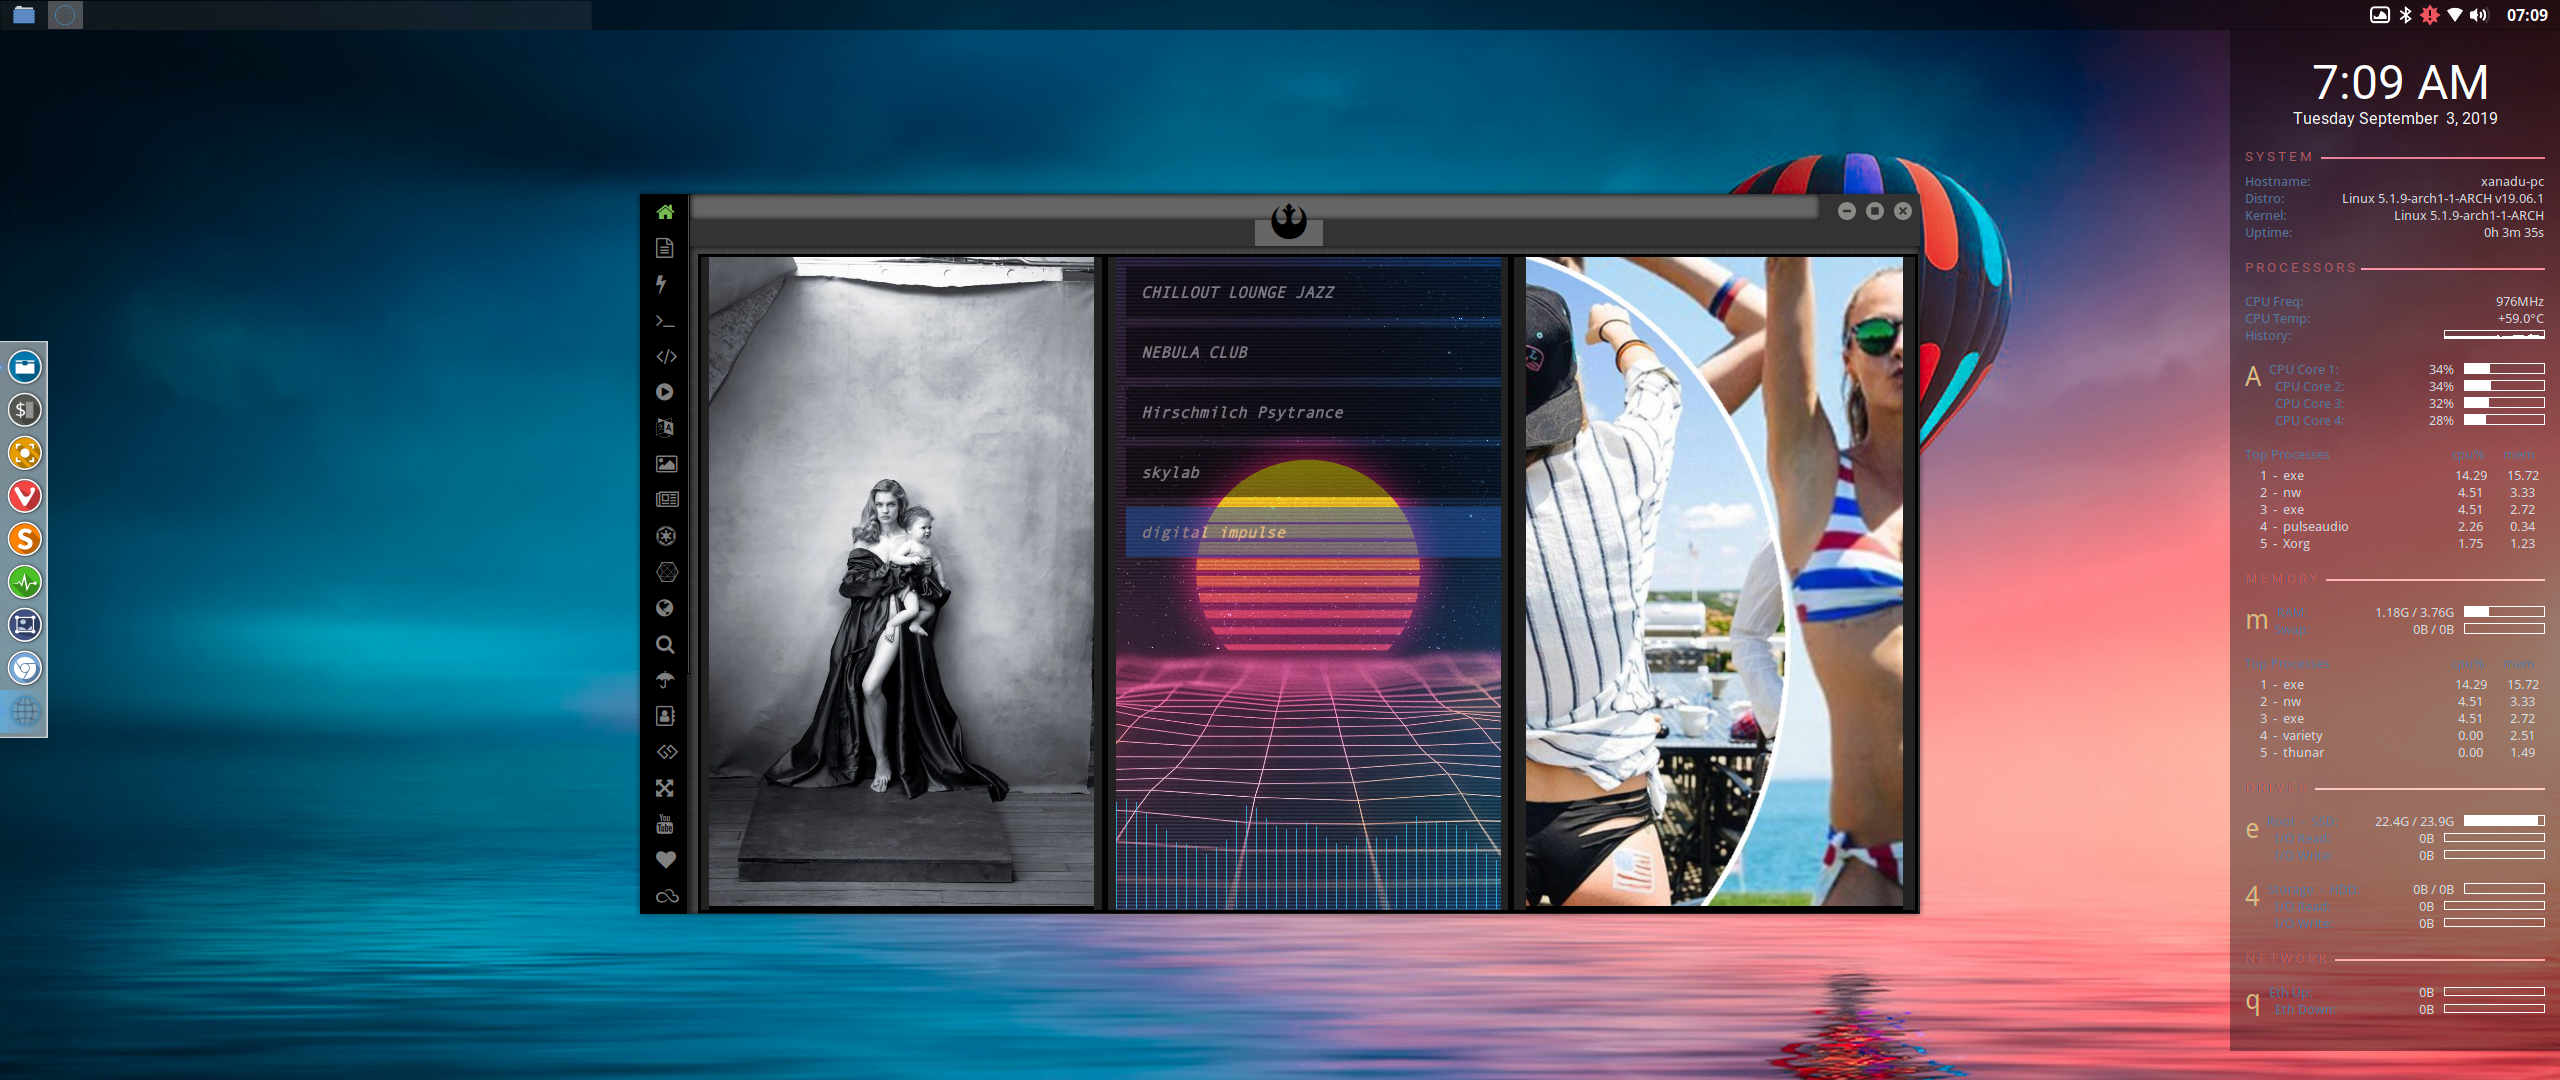 07:09
7:09 AM
Tuesday September 3, 2019
SYSTEM
Hostname: xanadu-pc
Distro: Linux 5.1.9-arch1-1-ARCH v19.06.1
Kernel: Linux 5.1.9-arch1-1-ARCH
Uptime: 0h 3m 35s
PROCESSORS
CPU Freq: 976MHz
CPU Temp: +59.0°C
History:
A CPU Core 1: 34%
CPU Core 2: 34%
CPU Core 3: 32%
CPU Core 4: 28%
Top Processes cpu% mem
1 - exe 14.29 15.72
2 - nw 4.51 3.33
3 - exe 4.51 2.72
4 - pulseaudio 2.26 0.34
5 - Xorg 1.75 1.23
MEMORY
m RAM: 1.18G / 3.76G
Swap: 0B / 0B
Top Processes cpu% mem
1 - exe 14.29 15.72
2 - nw 4.51 3.33
3 - exe 4.51 2.72
4 - variety 0.00 2.51
5 - thunar 0.00 1.49
DRIVES
e 22.4G / 23.9G
0B
0B
4 0B / 0B
0B
0B
NETWORK
q Eth Up: 0B
Eth Down: 0B
CHILLOUT LOUNGE JAZZ
NEBULA CLUB
Hirschmilch Psytrance
skylab
digital impulse
You
Tube